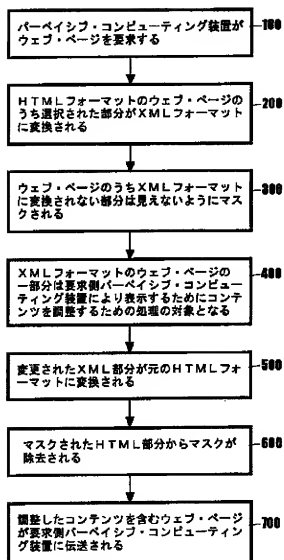 パーベイシブ・コンピューティング装置が
ウェブ・ページを要求する
100
HTMLフォーマットのウェブ・ページの
うち選択された部分がXMLフォーマット
に変換される
200
ウェブ・ページのうちXMLフォーマット
に変換されない部分は見えないようにマス
クされる
300
XMLフォーマットのウェブ・ページの
一部分は要求側パーベイシブ・コンピュー
ティング装置により表示するためにコンテ
ンツを調整するための処理の対象となる
400
変更されたXML部分が元のHTMLフォ
ーマットに変換される
500
マスクされたHTML部分からマスクが
除去される
600
調整したコンテンツを含むウェブ・ページ
が要求側パーベイシブ・コンピューティン
グ装置に伝送される
700